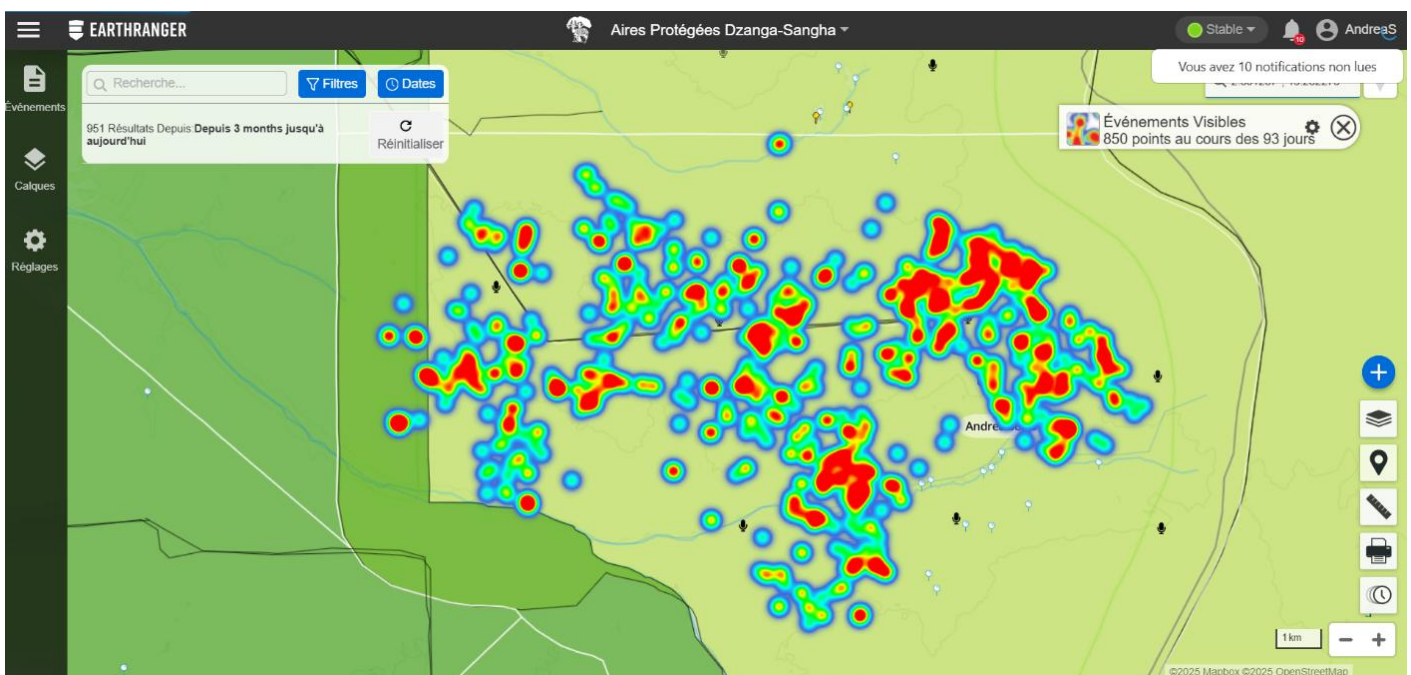 EARTHRANGER
Aires Protégées Dzanga-Sangha
Stable
10
AndreaS
Événements
Calques
Réglages
Recherche...
Filtres
Dates
951 Résultats Depuis:Depuis 3 months jusqu'à
aujourd'hui
Réinitialiser
Vous avez 10 notifications non lues
Événements Visibles
850 points au cours des 93 jours
1 km
©2025 Mapbox ©2025 OpenStreetMap